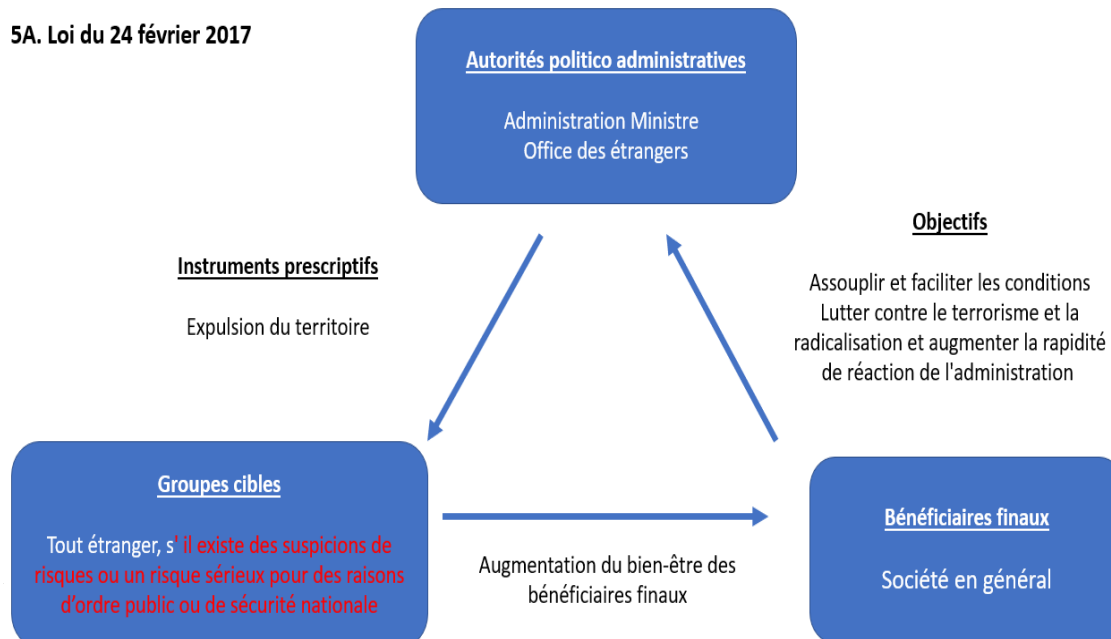 5A. Loi du 24 février 2017
Autorités politico administratives
Administration Ministre
Office des étrangers
Instruments prescriptifs
Expulsion du territoire
Objectifs
Assouplir et faciliter les conditions
Lutter contre le terrorisme et la
radicalisation et augmenter la rapidité
de réaction de l'administration
Groupes cibles
Tout étranger, s' il existe des suspicions de
risques ou un risque sérieux pour des raisons
d’ordre public ou de sécurité nationale
Augmentation du bien-être des
bénéficiaires finaux
Bénéficiaires finaux
Société en général